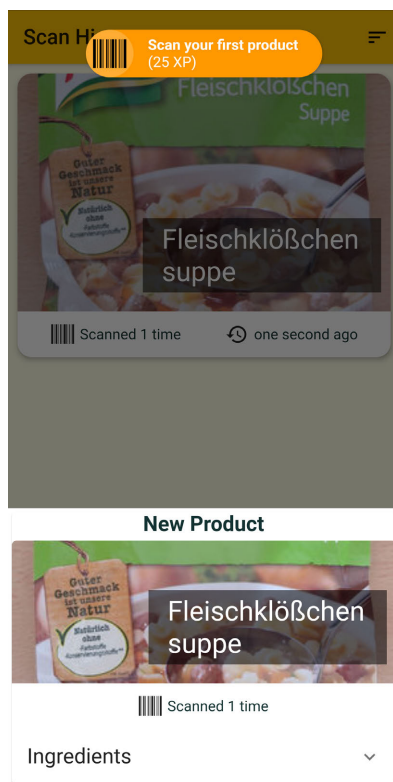 Scan Hi
Scan your first product
(25 XP)
Fleischklößchen
Suppe
Guter
Geschmack
ist unsere
Natur
Natürlich
ohne
Fleischklößchen
suppe
Scanned 1 time
one second ago
New Product
Guter
Geschmack
ist unsere
Natur
Natürlich
ohne
Fleischklößchen
suppe
Scanned 1 time
Ingredients